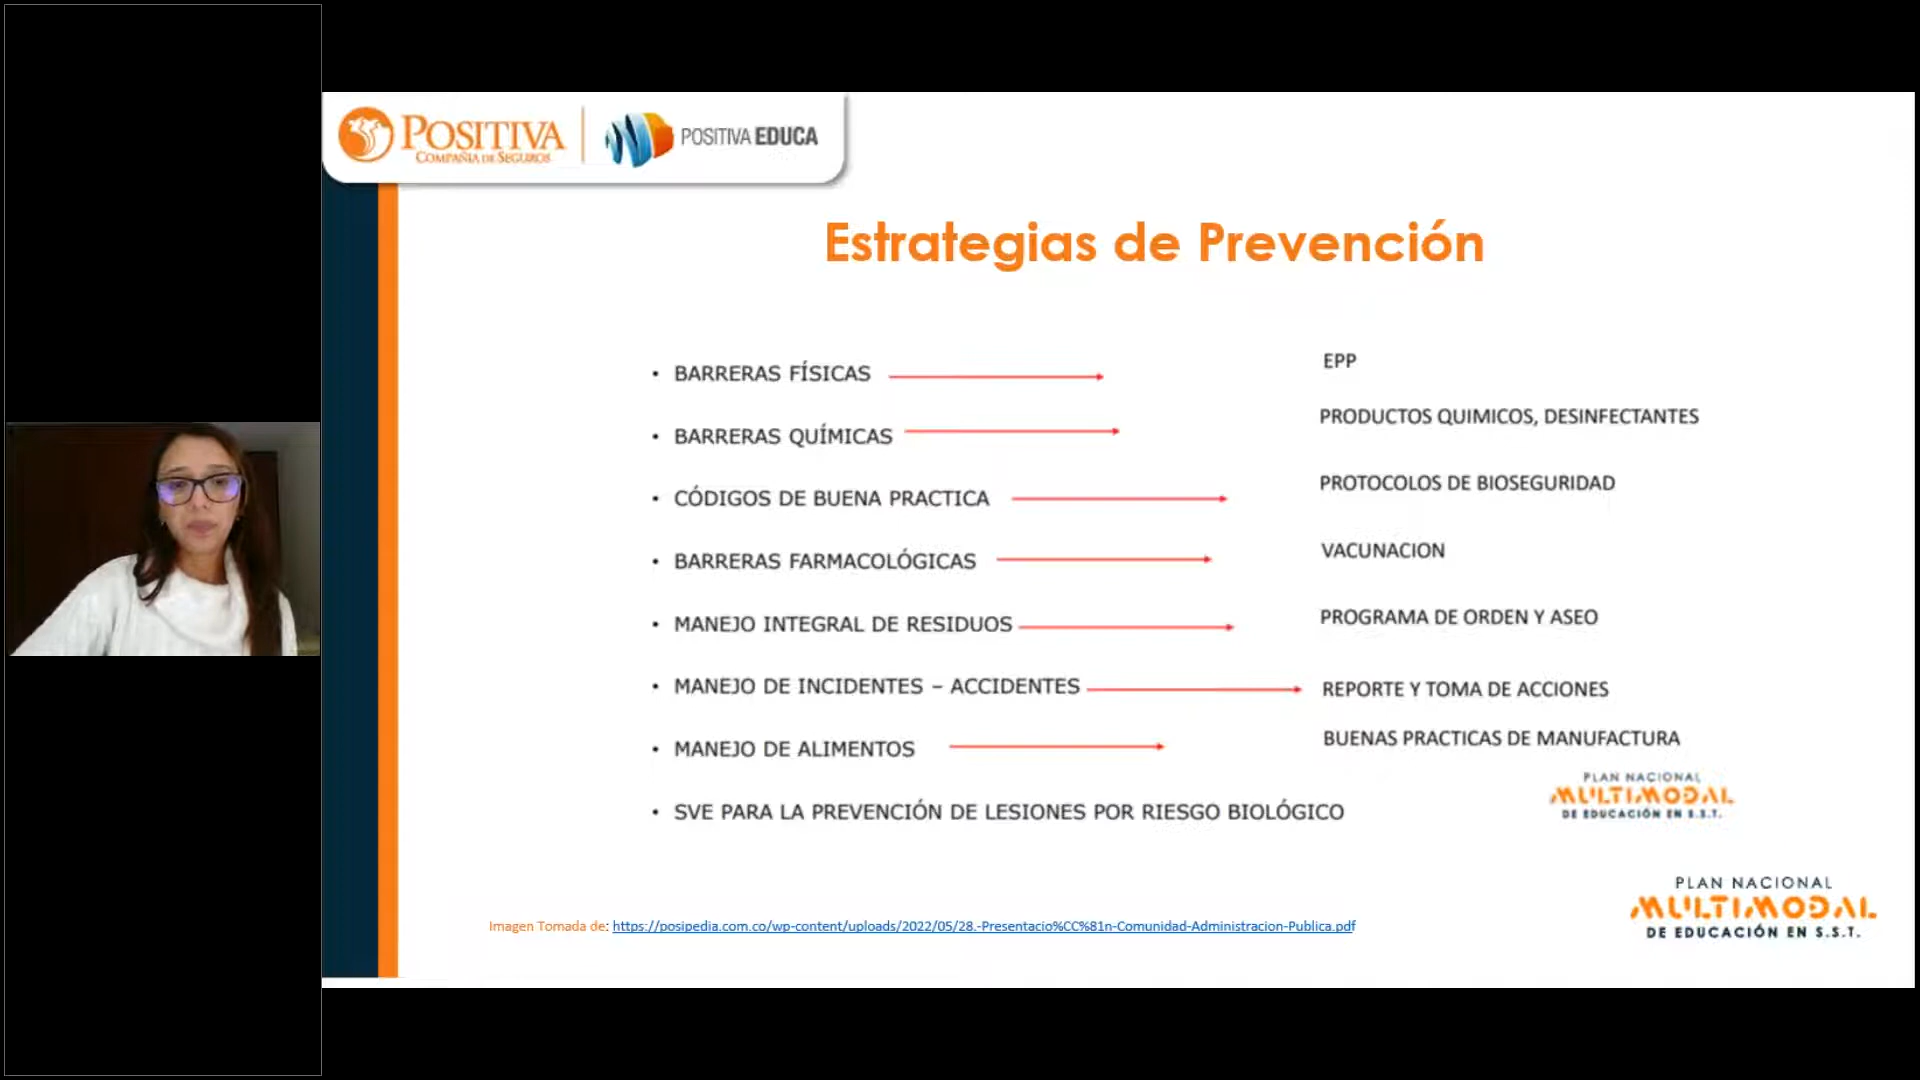 POSITIVA
COMPAÑÍA DE SEGUROS
POSITIVA EDUCA
Estrategias de Prevención
• BARRERAS FÍSICAS
EPP
• BARRERAS QUÍMICAS
PRODUCTOS QUIMICOS, DESINFECTANTES
• CÓDIGOS DE BUENA PRACTICA
PROTOCOLOS DE BIOSEGURIDAD
• BARRERAS FARMACOLÓGICAS
VACUNACION
• MANEJO INTEGRAL DE RESIDUOS
PROGRAMA DE ORDEN Y ASEO
• MANEJO DE INCIDENTES – ACCIDENTES
REPORTE Y TOMA DE ACCIONES
• MANEJO DE ALIMENTOS
BUENAS PRACTICAS DE MANUFACTURA
• SVE PARA LA PREVENCIÓN DE LESIONES POR RIESGO BIOLÓGICO
PLAN NACIONAL
MULTIMODAL
DE EDUCACIÓN EN S.S.T.
PLAN NACIONAL
MULTIMODAL
DE EDUCACIÓN EN S.S.T.
Imagen Tomada de: https://posipedia.com.co/wp-content/uploads/2022/05/28.-Presentacio%CC%81n-Comunidad-Administracion-Publica.pdf